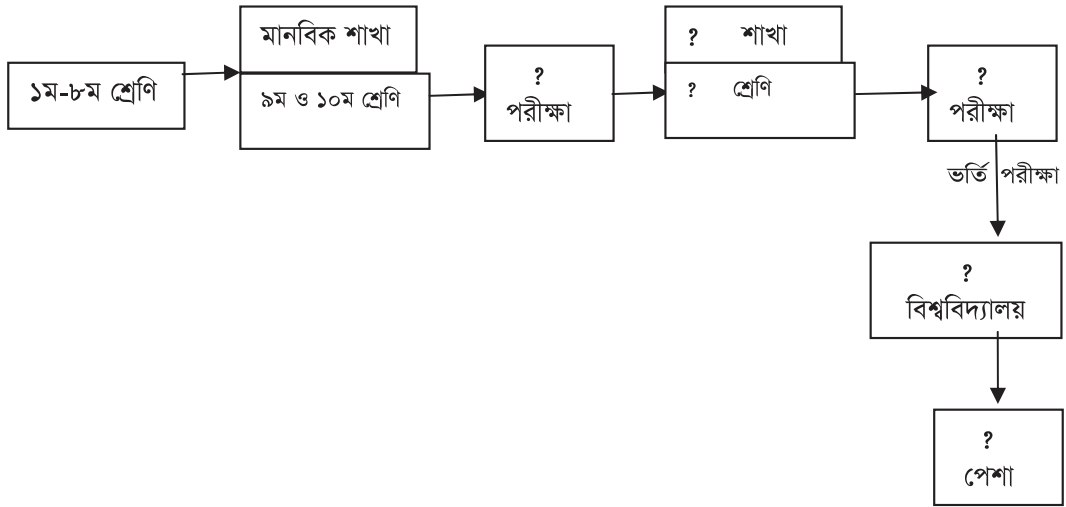 ১ম-৮ম শ্রেণি
মানবিক শাখা
৯ম ও ১০ম শ্রেণি
?
পরীক্ষা
? শাখা
? শ্রেণি
?
পরীক্ষা
ভর্তি পরীক্ষা
?
বিশ্ববিদ্যালয়
?
পেশা